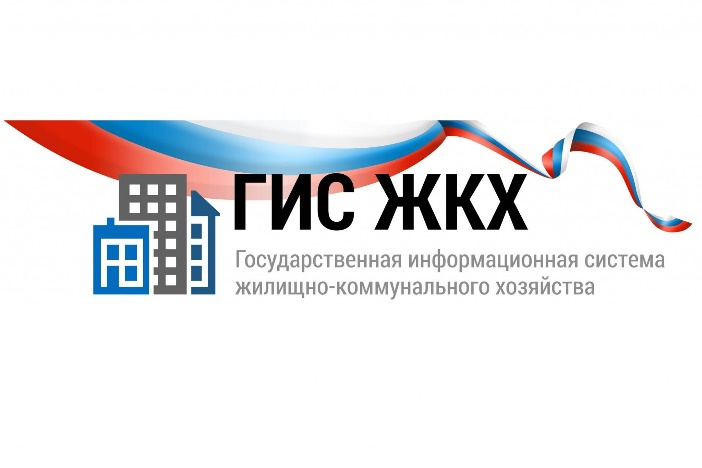 ГИС ЖКХ
Государственная информационная система
жилищно-коммунального хозяйства